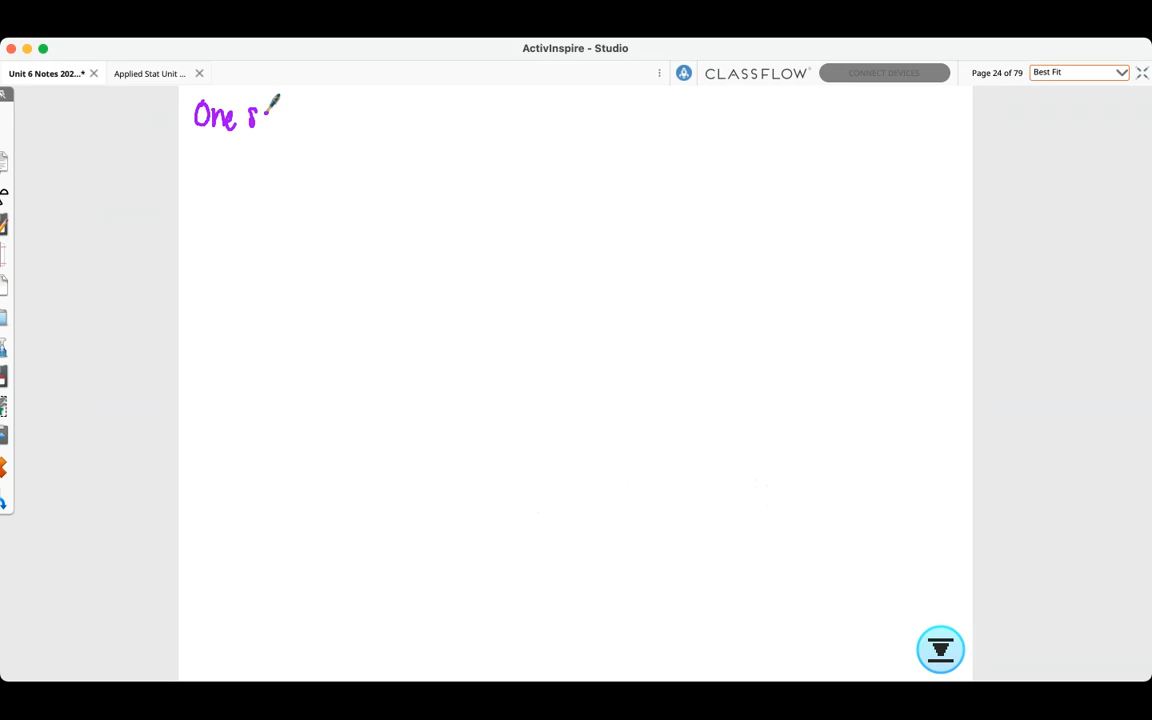 ActivInspire - Studio
Unit 6 Notes 202...* Applied Stat Unit ... CLASSFLOW CONNECT DEVICES Page 24 of 79 Best Fit
One s